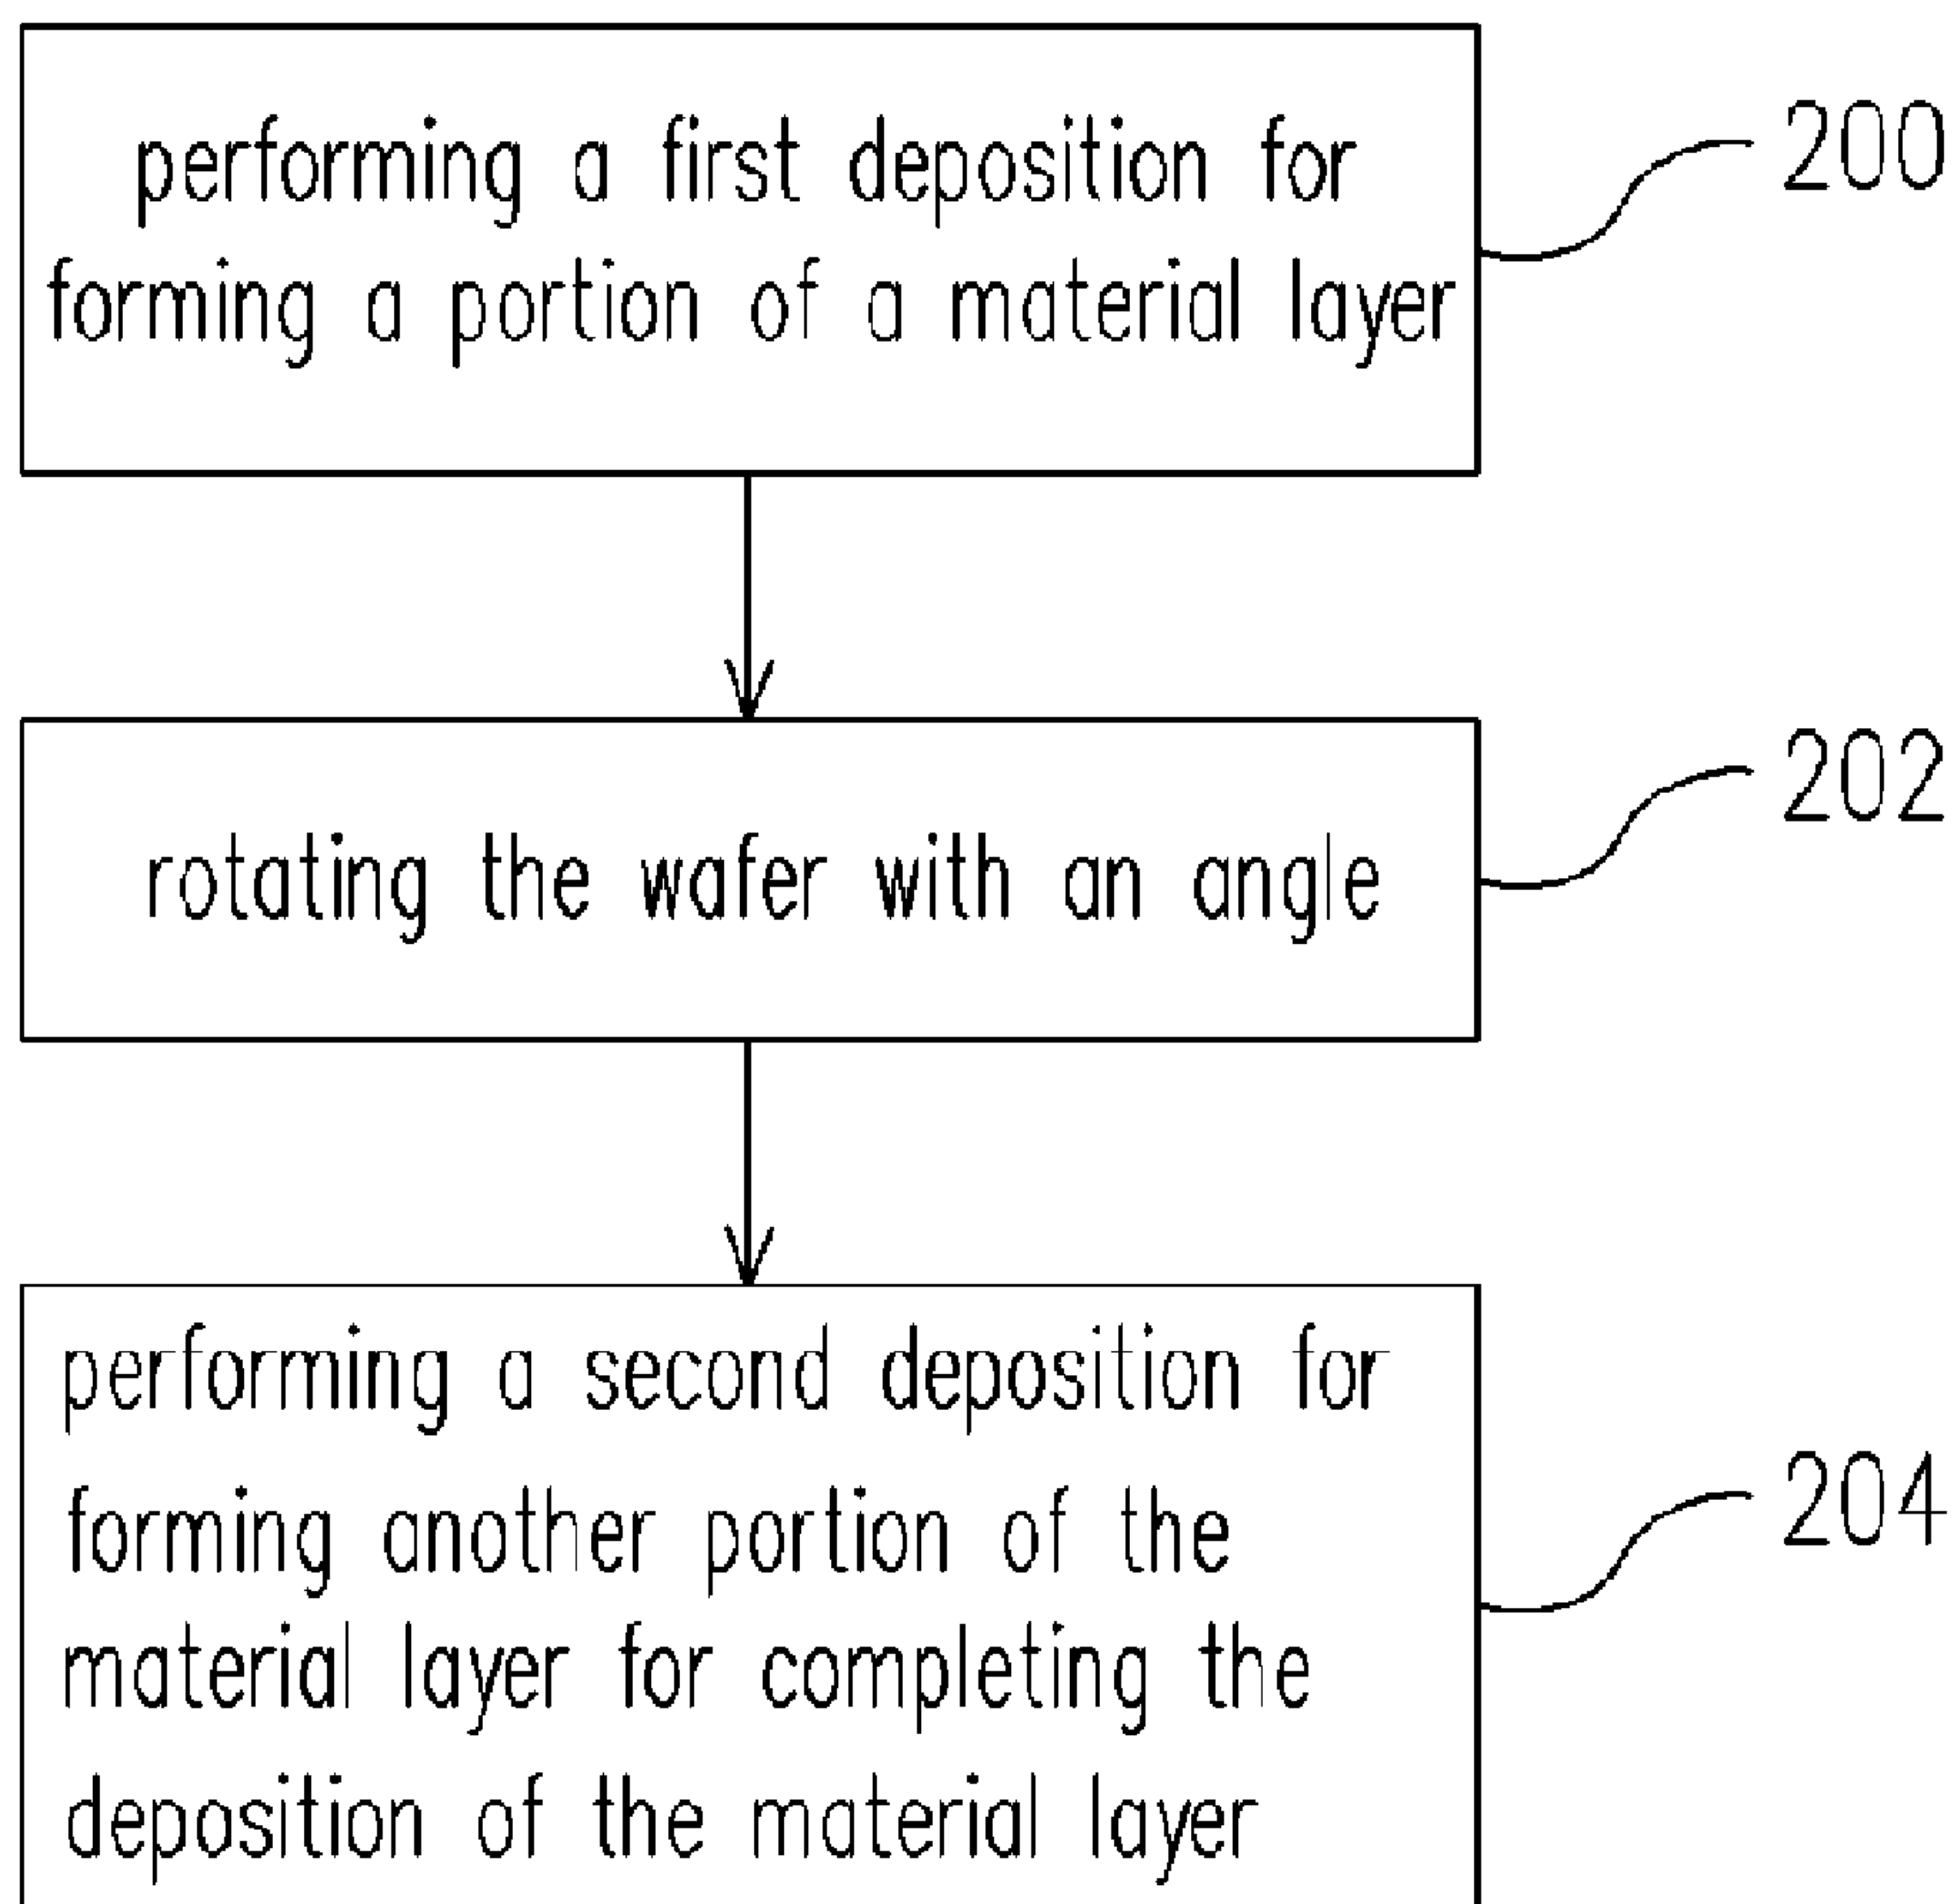 performing a first deposition for
forming a portion of a material layer
200
rotating the wafer with an angle
202
performing a second deposition for
forming another portion of the
material layer for completing the
deposition of the material layer
204